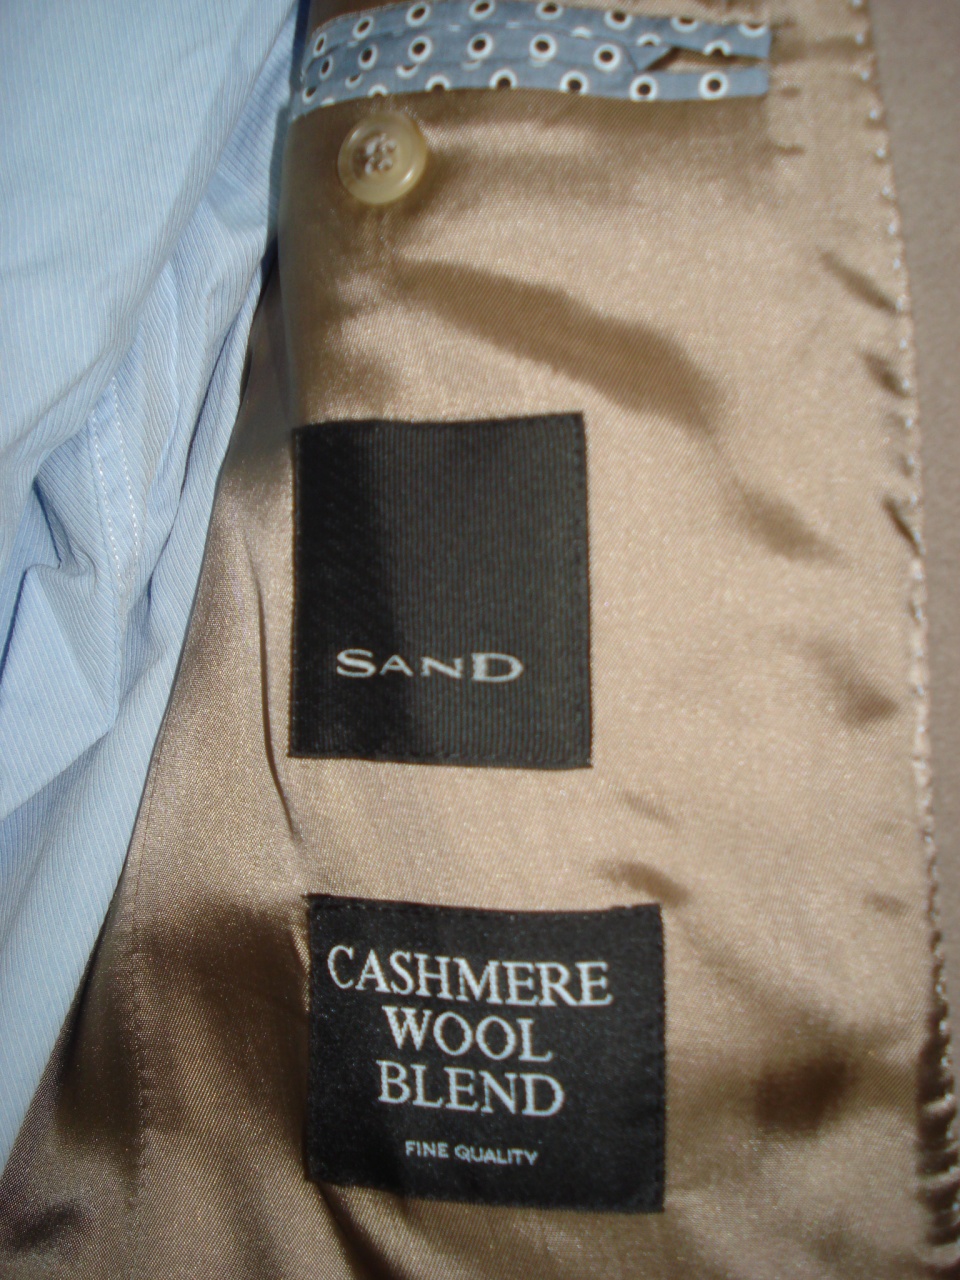 SAND
CASHMERE
WOOL
BLEND
FINE QUALITY